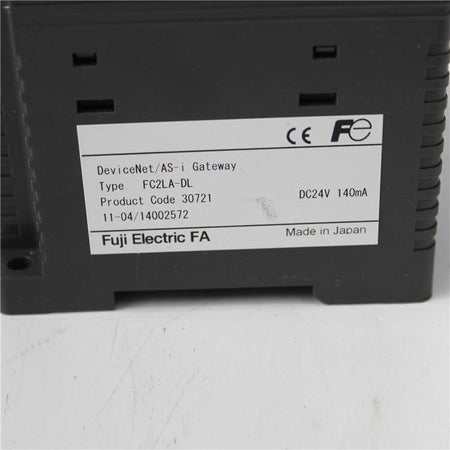 CE Fe
DeviceNet/AS-i Gateway
Type FC2LA-DL
Product Code 30721 DC24V 140mA
11-04/14002572
Fuji Electric FA Made in Japan